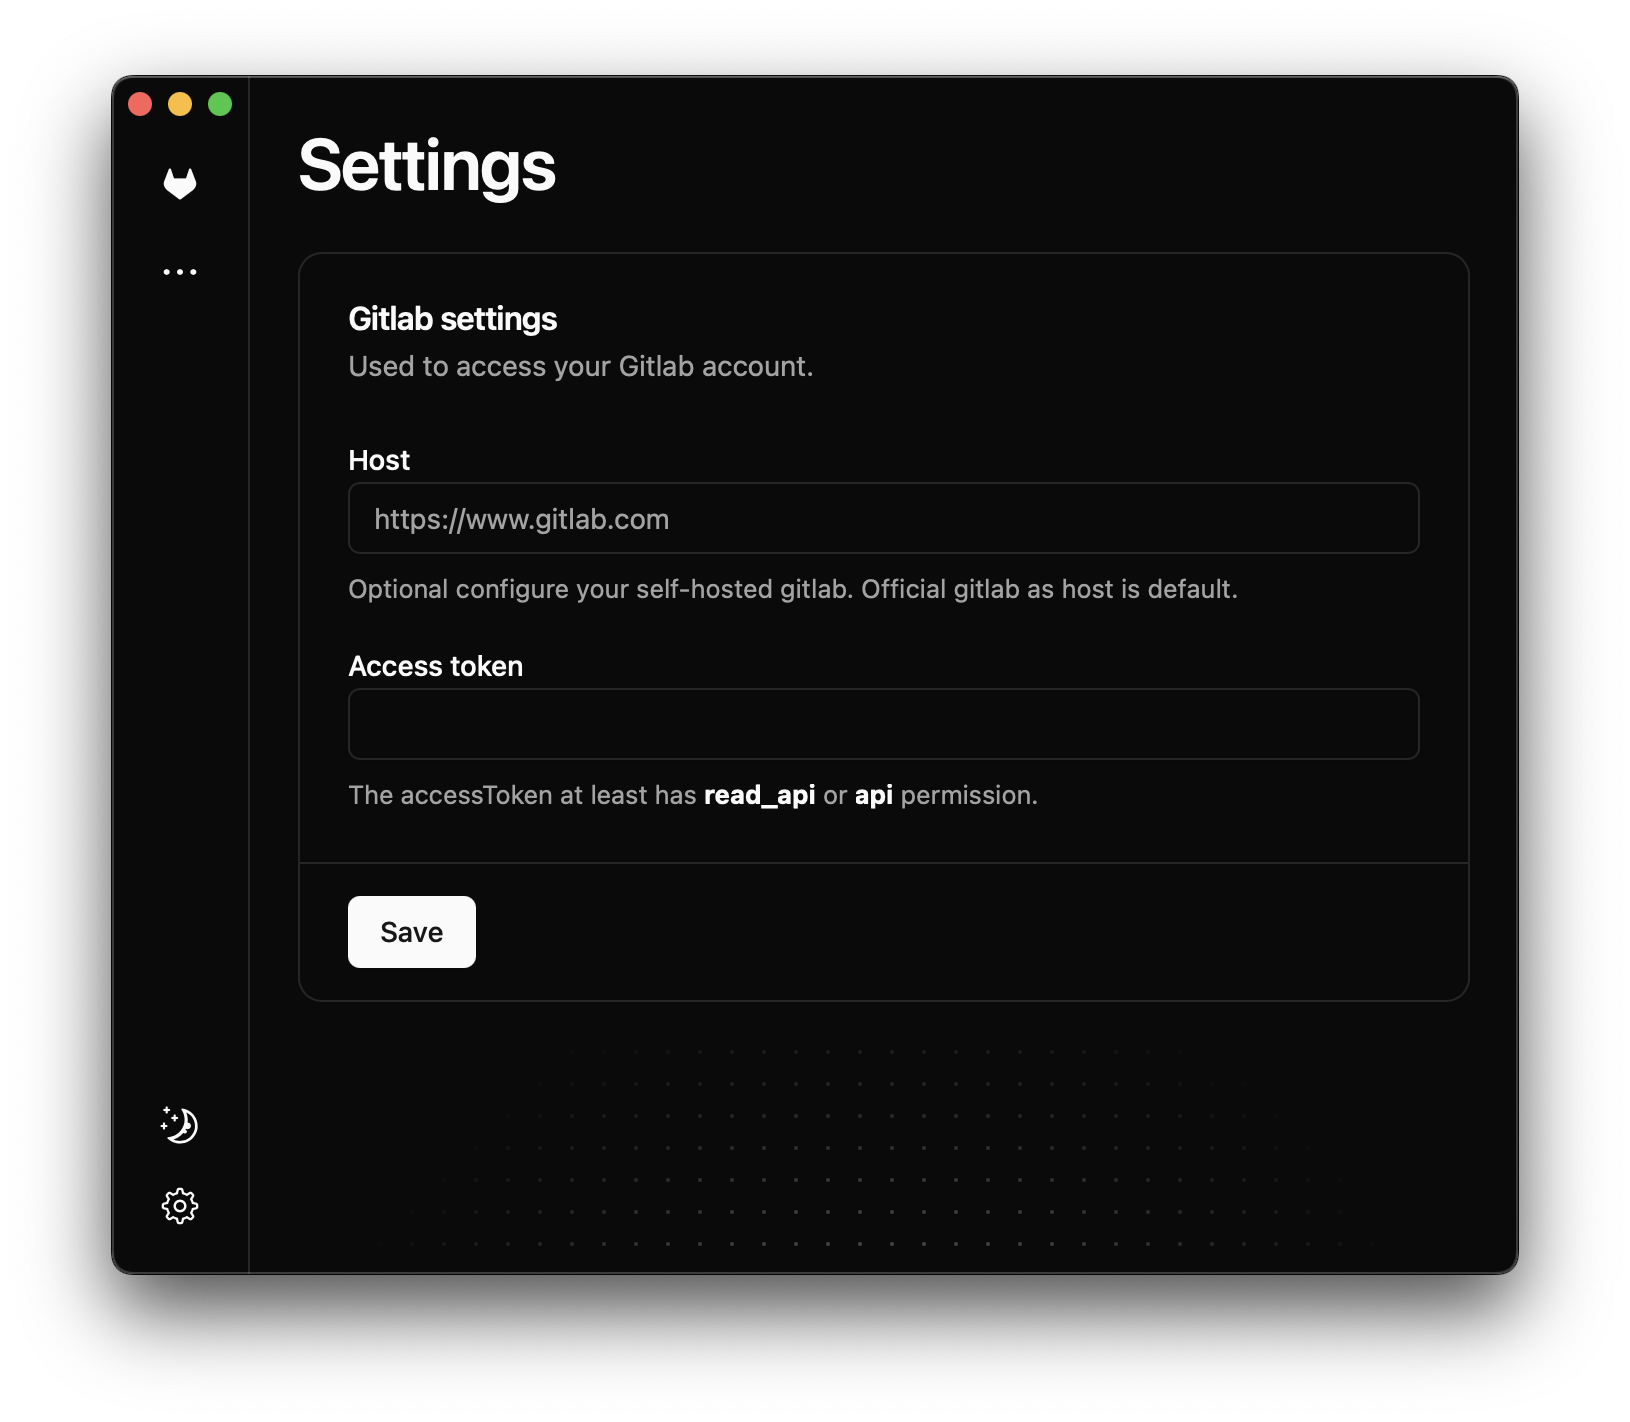 Settings
Gitlab settings
Used to access your Gitlab account.
Host
https://www.gitlab.com
Optional configure your self-hosted gitlab. Official gitlab as host is default.
Access token
The accessToken at least has read_api or api permission.
Save